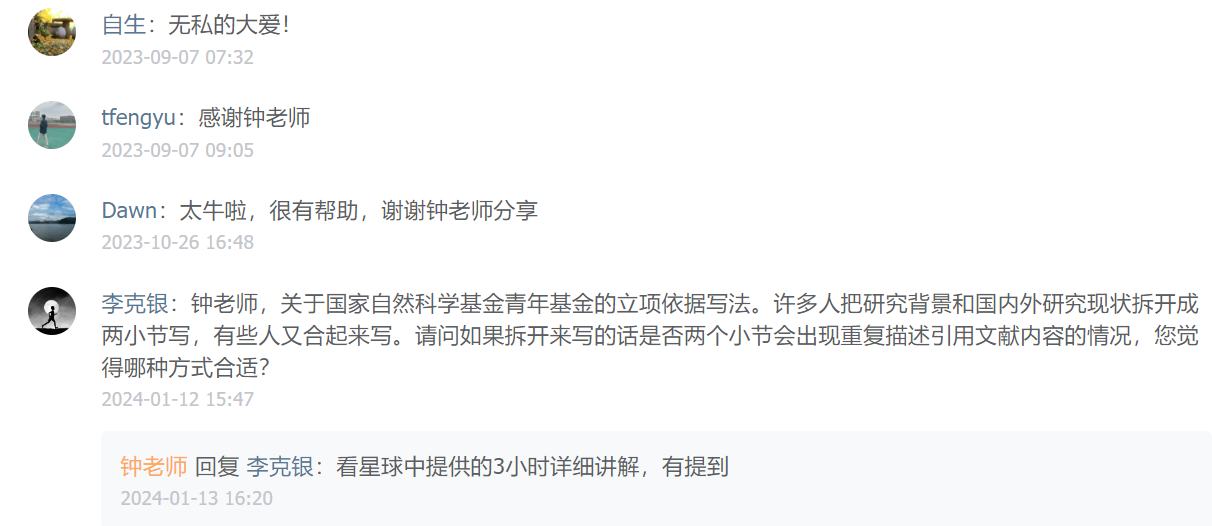 自生：无私的大爱！
2023-09-07 07:32
tfengyu：感谢钟老师
2023-09-07 09:05
Dawn：太牛啦，很有帮助，谢谢钟老师分享
2023-10-26 16:48
李克银：钟老师，关于国家自然科学基金青年基金的立项依据写法。许多人把研究背景和国内外研究现状拆开成
两小节写，有些人又合起来写。请问如果拆开来写的话是否两个小节会出现重复描述引用文献内容的情况，您觉
得哪种方式合适？
2024-01-12 15:47
钟老师 回复 李克银：看星球中提供的3小时详细讲解，有提到
2024-01-13 16:20